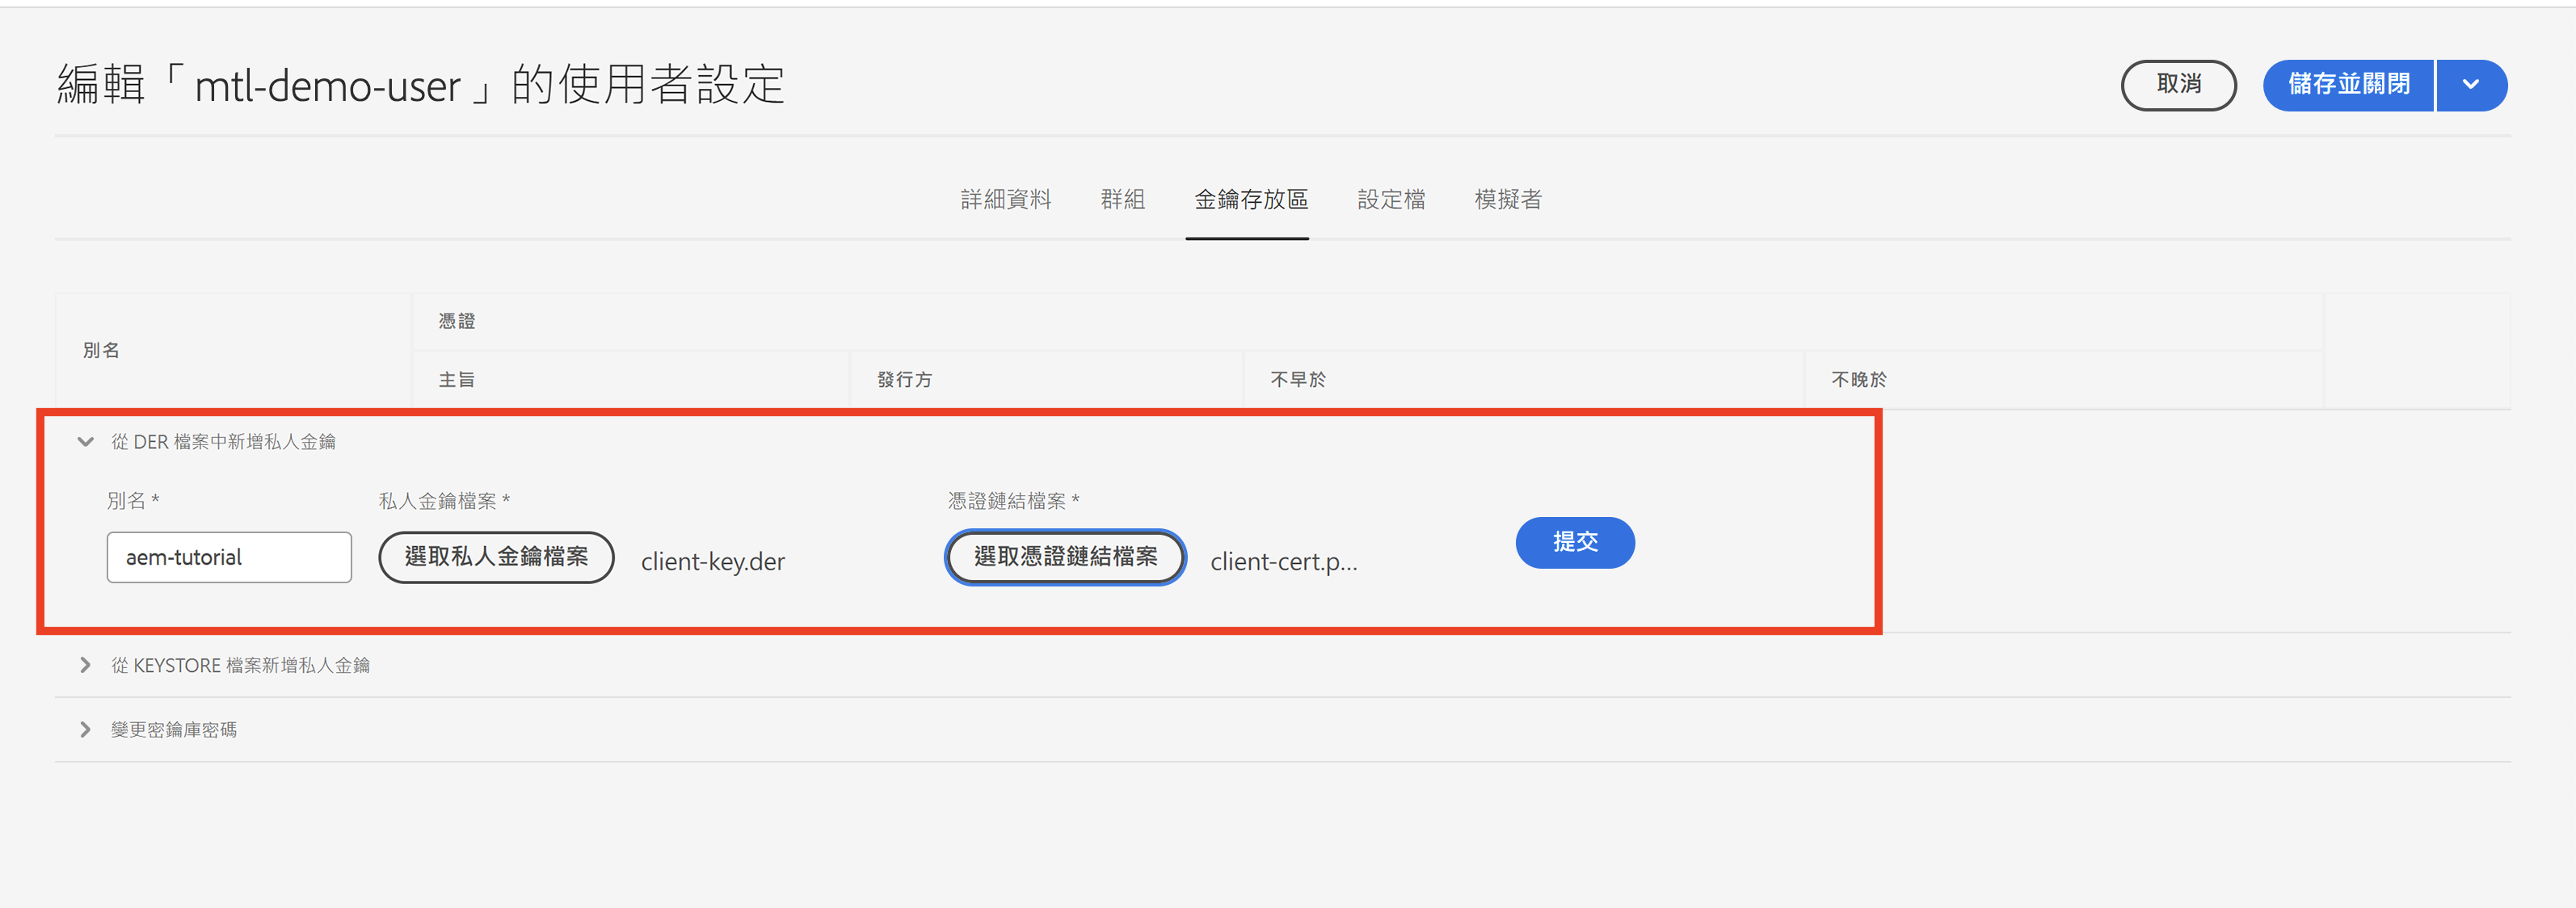 編輯「mtl-demo-user」的使用者設定
取消
儲存並關閉
詳細資料 群組 金鑰存放區 設定檔 模擬者
別名
憑證
主旨 發行方 不早於 不晚於
從 DER 檔案中新增私人金鑰
別名 * 私人金鑰檔案 * 憑證鏈結檔案 *
aem-tutorial 選取私人金鑰檔案 client-key.der 選取憑證鏈結檔案 client-cert.p... 提交
從 KEYSTORE 檔案新增私人金鑰
變更密鑰庫密碼